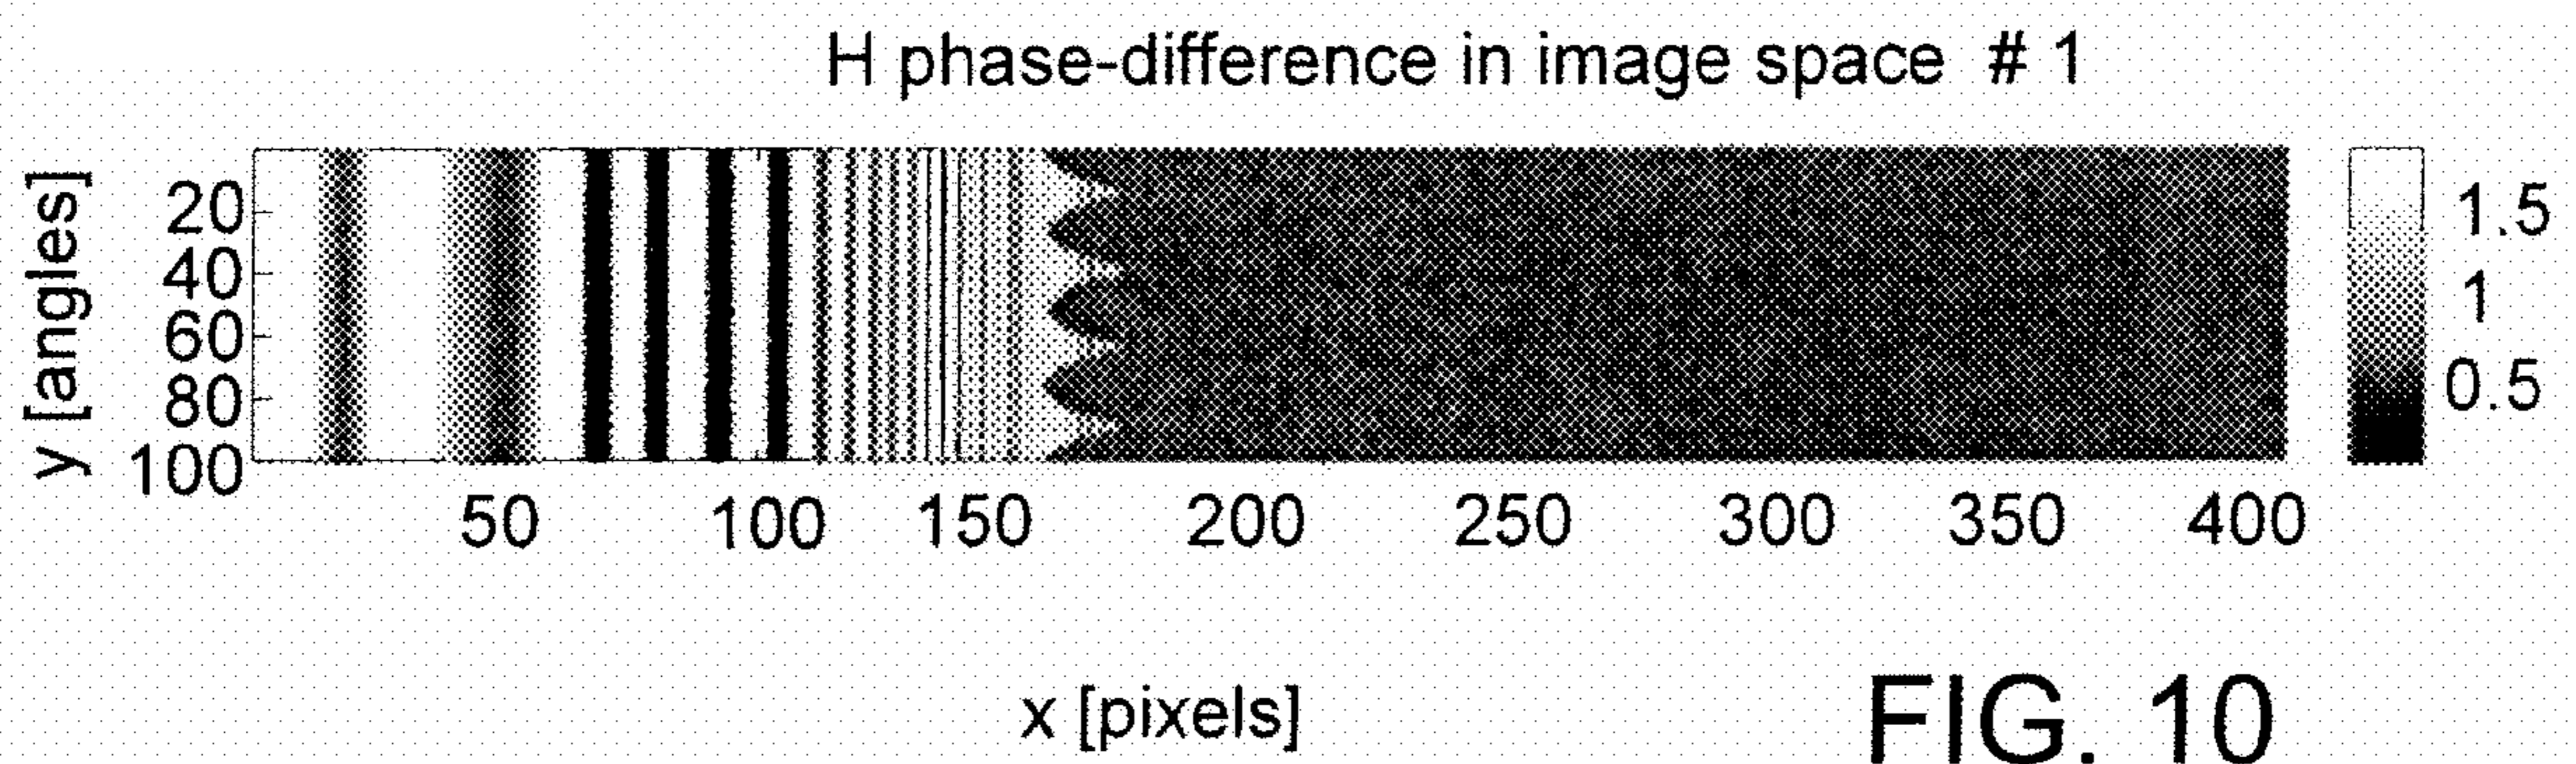 H phase-difference in image space # 1
y [angles]
20
40
60
80
100
50 100 150 200 250 300 350 400
x [pixels]
1.5
1
0.5
FIG. 10